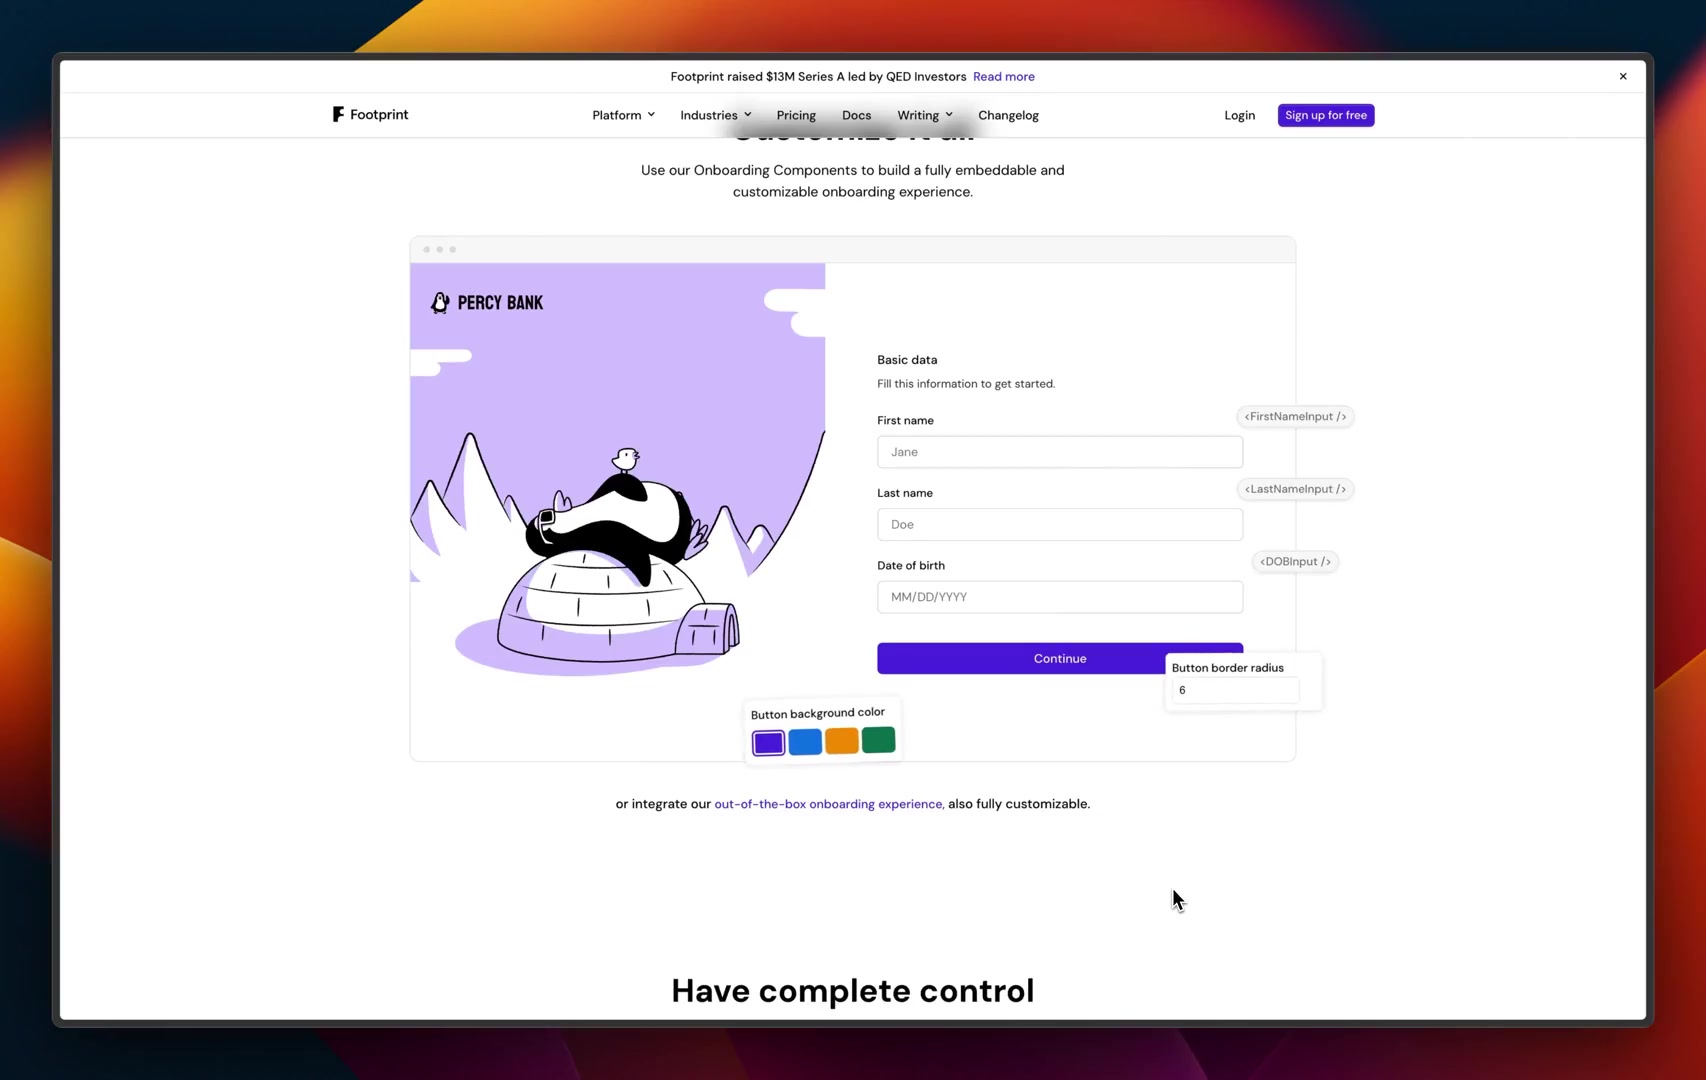 Footprint raised $13M Series A led by QED Investors Read more
Footprint
Platform
Industries
Pricing
Docs
Writing
Changelog
Login
Sign up for free
Customize it all
Use our Onboarding Components to build a fully embeddable and
customizable onboarding experience.
PERCY BANK
Basic data
Fill this information to get started.
First name
<FirstNameInput />
Jane
Last name
<LastNameInput />
Doe
Date of birth
<DOBInput />
MM/DD/YYYY
Continue
Button border radius
6
Button background color
or integrate our out-of-the-box onboarding experience, also fully customizable.
Have complete control